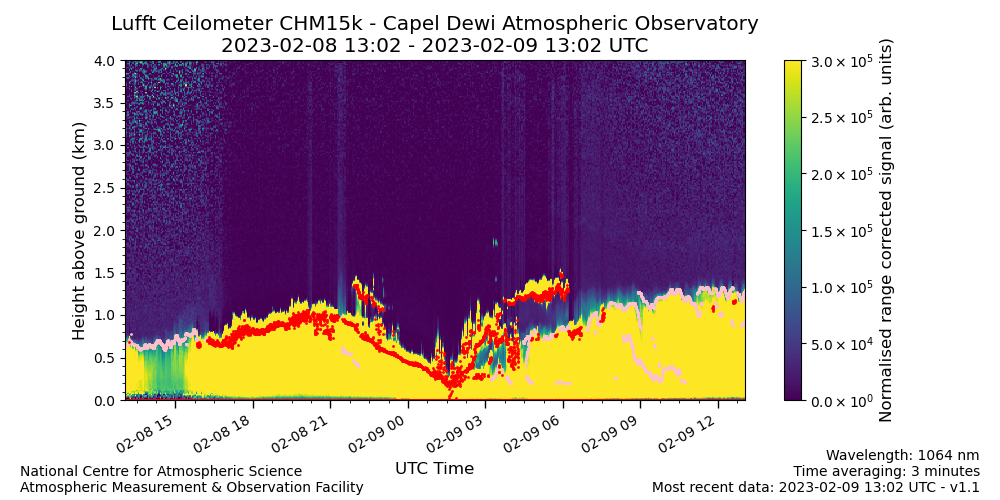 Lufft Ceilometer CHM15k - Capel Dewi Atmospheric Observatory
2023-02-08 13:02 - 2023-02-09 13:02 UTC
Height above ground (km)
4.0
3.5
3.0
2.5
2.0
1.5
1.0
0.5
0.0
02-08 15
02-08 18
02-08 21
02-09 00
02-09 03
02-09 06
02-09 09
02-09 12
UTC Time
3.0 × 10⁵
2.5 × 10⁵
2.0 × 10⁵
1.5 × 10⁵
1.0 × 10⁵
5.0 × 10⁴
0.0 × 10⁰
Normalised range corrected signal (arb. units)
National Centre for Atmospheric Science
Atmospheric Measurement & Observation Facility
Wavelength: 1064 nm
Time averaging: 3 minutes
Most recent data: 2023-02-09 13:02 UTC - v1.1